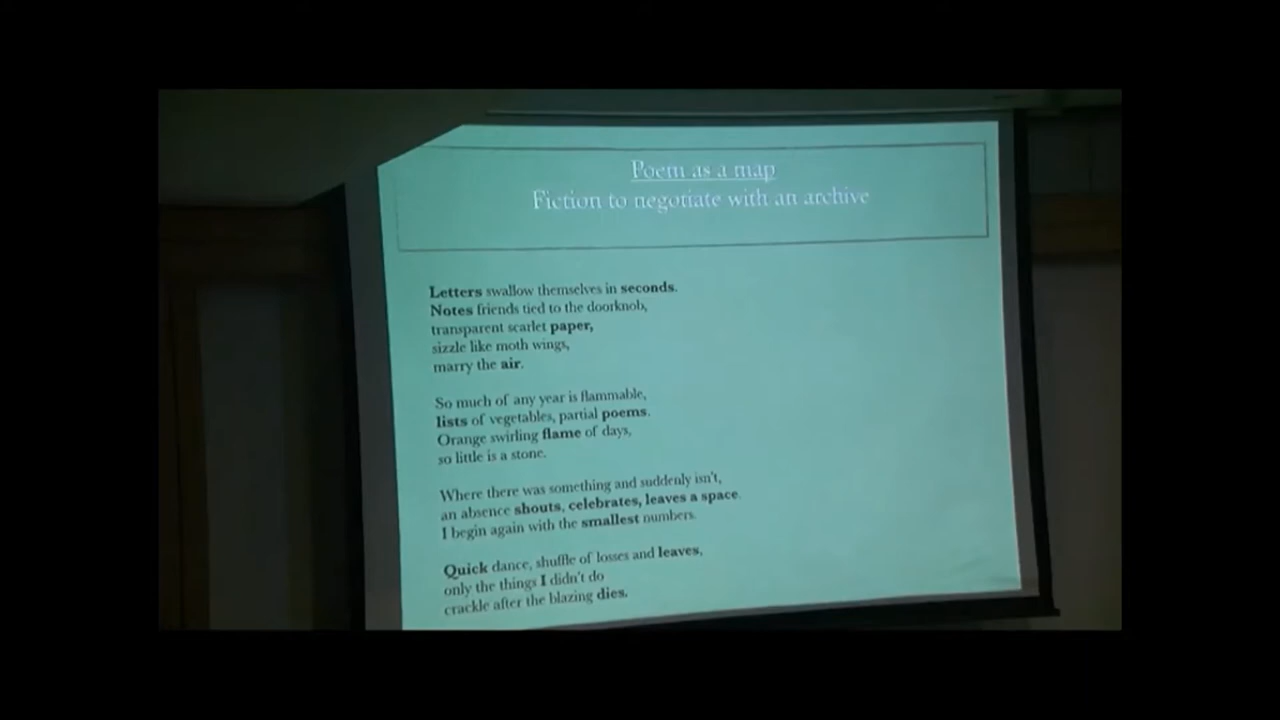 Poem as a map
Fiction to negotiate with an archive
Letters swallow themselves in seconds.
Notes friends tied to the doorknob,
transparent scarlet paper,
sizzle like moth wings,
marry the air.
So much of any year is flammable,
lists of vegetables, partial poems.
Orange swirling flame of days,
so little is a stone.
Where there was something and suddenly isn't,
an absence shouts, celebrates, leaves a space.
I begin again with the smallest numbers.
Quick dance, shuffle of losses and leaves,
only the things I didn't do
crackle after the blazing dies.